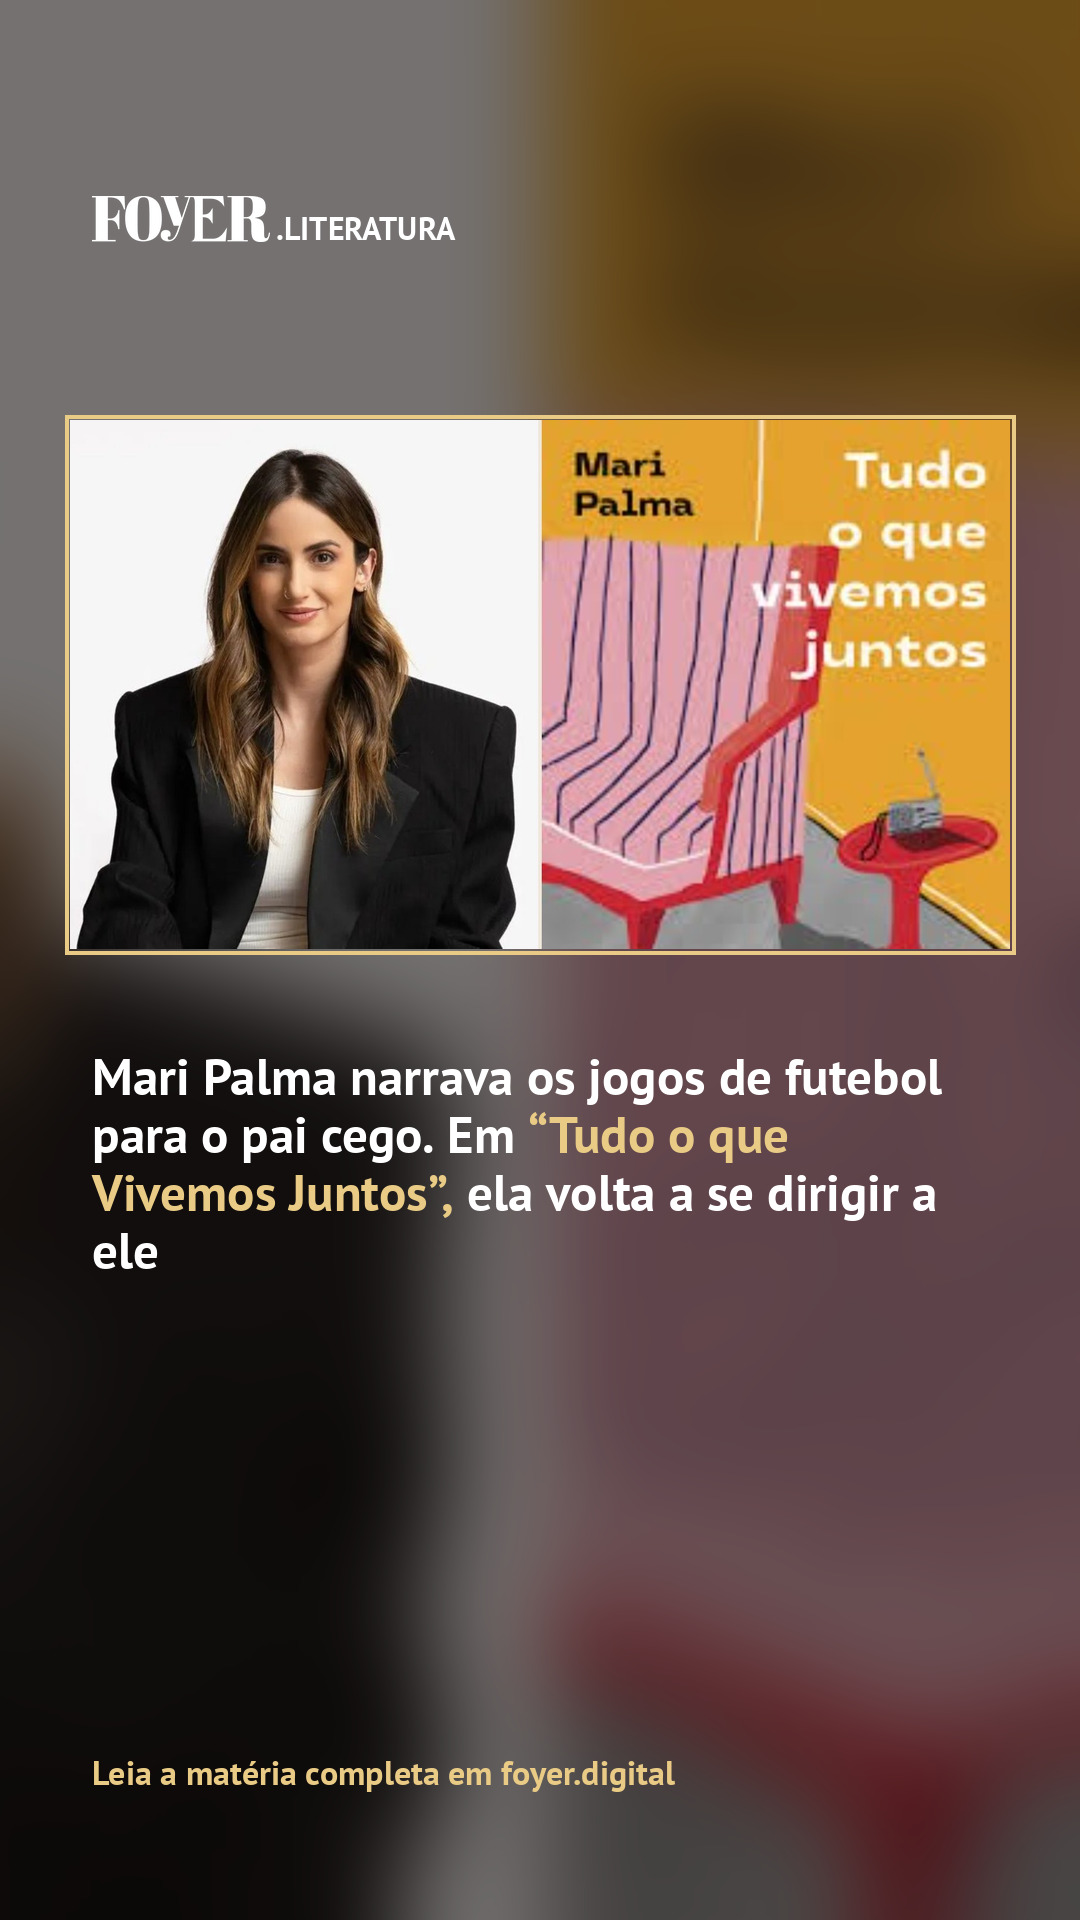 FOYER .LITERATURA
Mari
Palma
Tudo
o que
vivemos
juntos
Mari Palma narrava os jogos de futebol
para o pai cego. Em “Tudo o que
Vivemos Juntos”, ela volta a se dirigir a
ele
Leia a matéria completa em foyer.digital